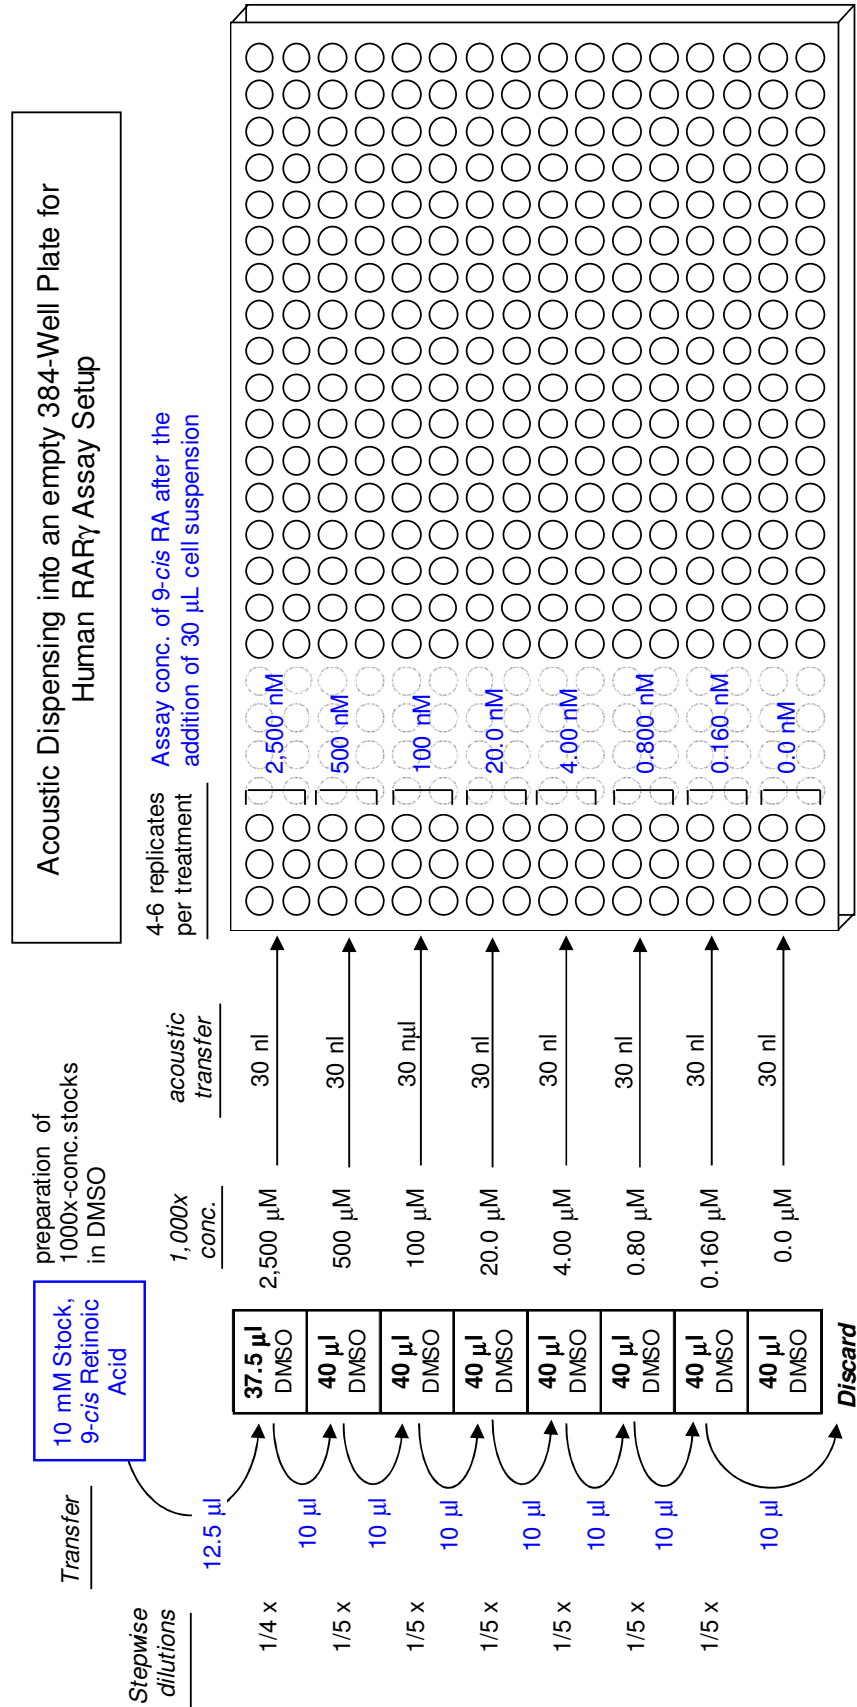 Acoustic Dispensing into an empty 384-Well Plate for
Human RARγ Assay Setup
Stepwise
dilutions
Transfer
10 mM Stock,
9-cis Retinoic
Acid
preparation of
1000x-conc.stocks
in DMSO
1,000x
conc.
acoustic
transfer
4-6 replicates
per treatment
Assay conc. of 9-cis RA after the
addition of 30 μL cell suspension
12.5 μl
1/4 x
37.5 μl
DMSO
2,500 μM
30 nl
2,500 nM
10 μl
1/5 x
40 μl
DMSO
500 μM
30 nl
500 nM
10 μl
1/5 x
40 μl
DMSO
100 μM
30 nμl
100 nM
10 μl
1/5 x
40 μl
DMSO
20.0 μM
30 nl
20.0 nM
10 μl
1/5 x
40 μl
DMSO
4.00 μM
30 nl
4.00 nM
10 μl
1/5 x
40 μl
DMSO
0.80 μM
30 nl
0.800 nM
10 μl
1/5 x
40 μl
DMSO
0.160 μM
30 nl
0.160 nM
10 μl
40 μl
DMSO
0.0 μM
30 nl
0.0 nM
Discard